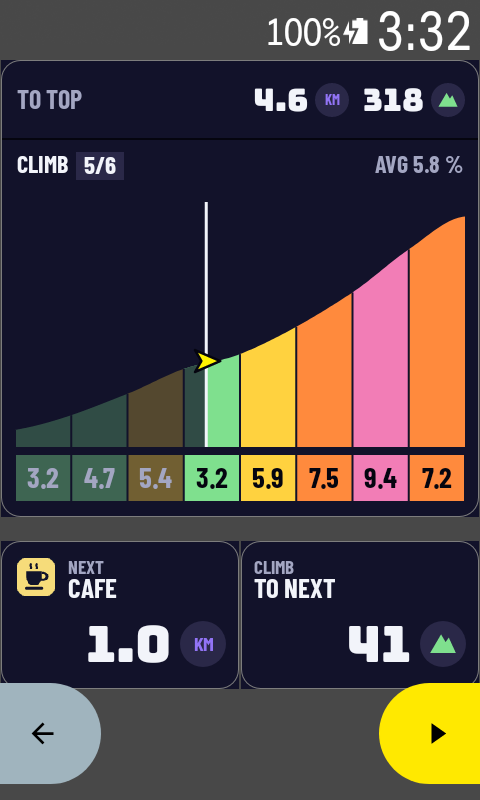 100% 3:32
TO TOP 4.6 KM 318
CLIMB 5/6 AVG 5.8 %
3.2 4.7 5.4 3.2 5.9 7.5 9.4 7.2
NEXT
CAFE
1.0 KM
CLIMB
TO NEXT
41